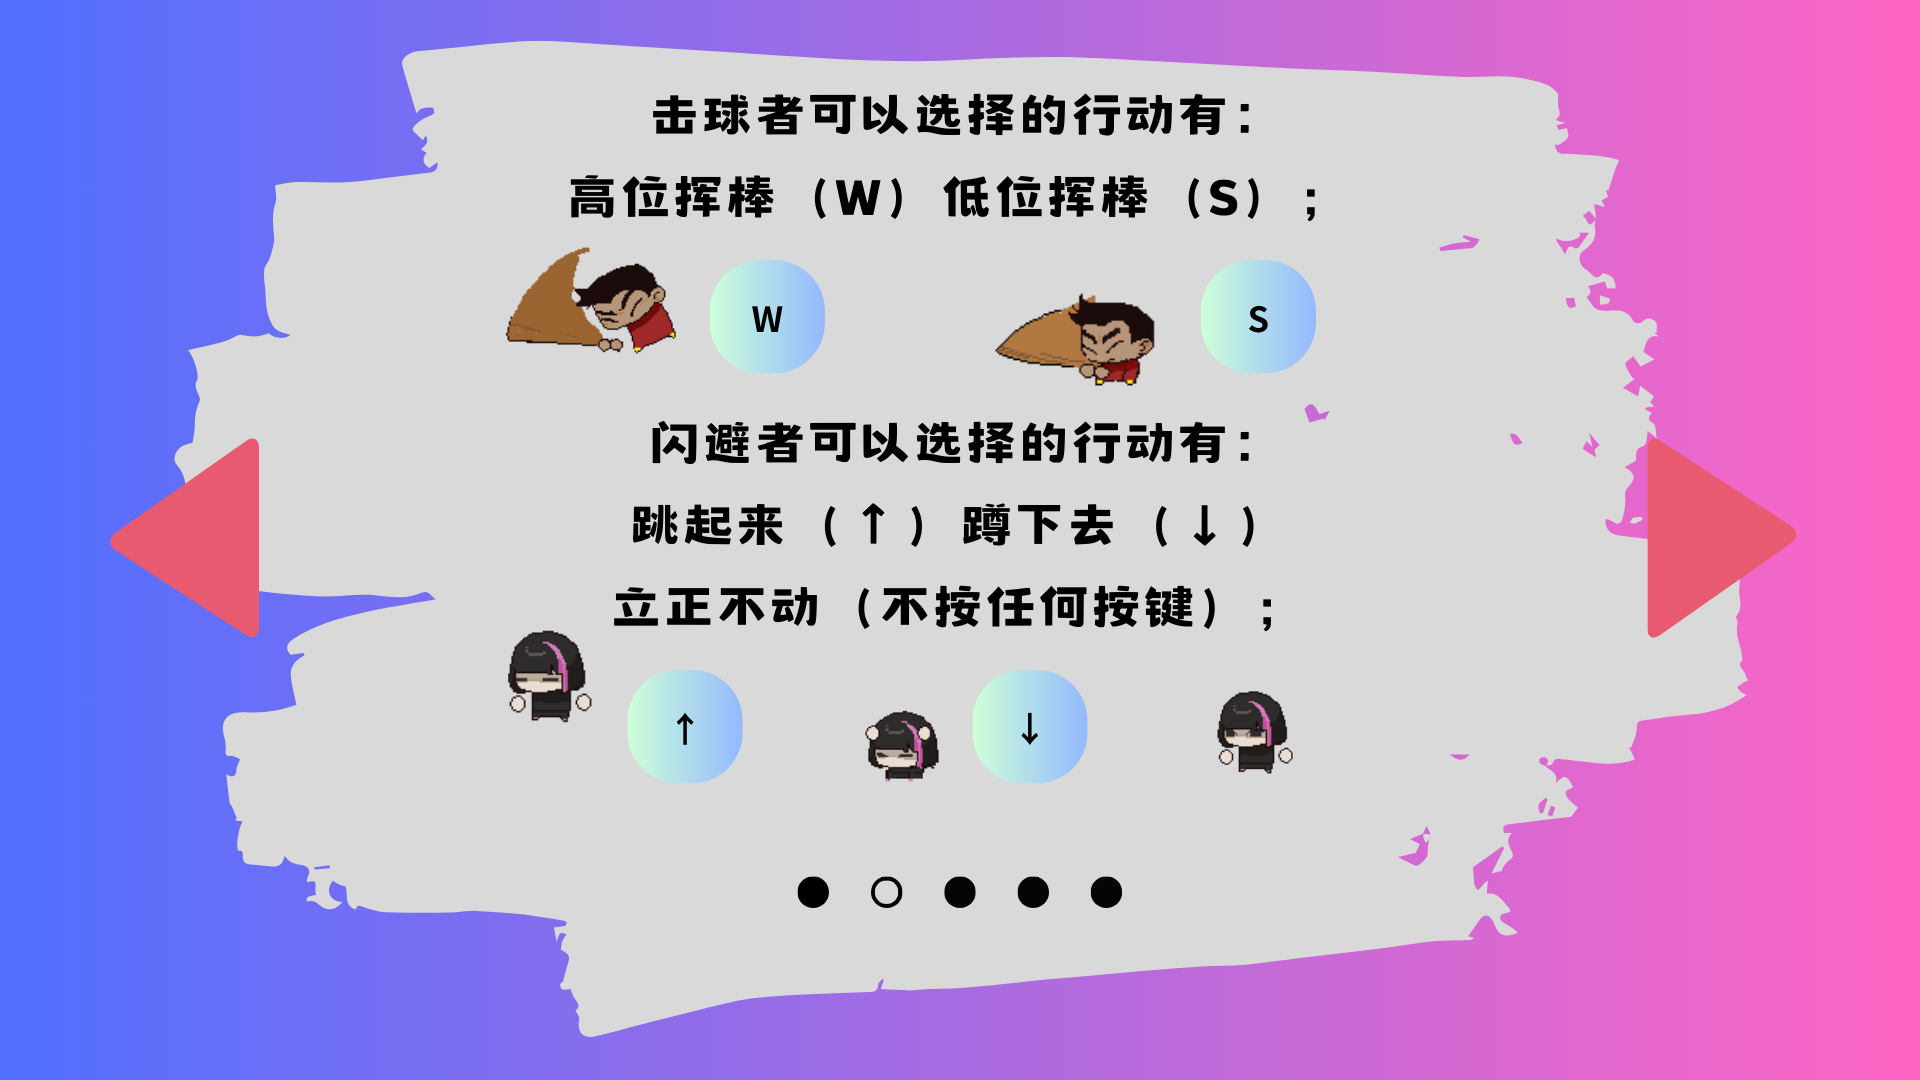 击球者可以选择的行动有：
高位挥棒（W）低位挥棒（S）；
W
S
闪避者可以选择的行动有：
跳起来（↑）蹲下去（↓）
立正不动（不按任何按键）；
↑
↓